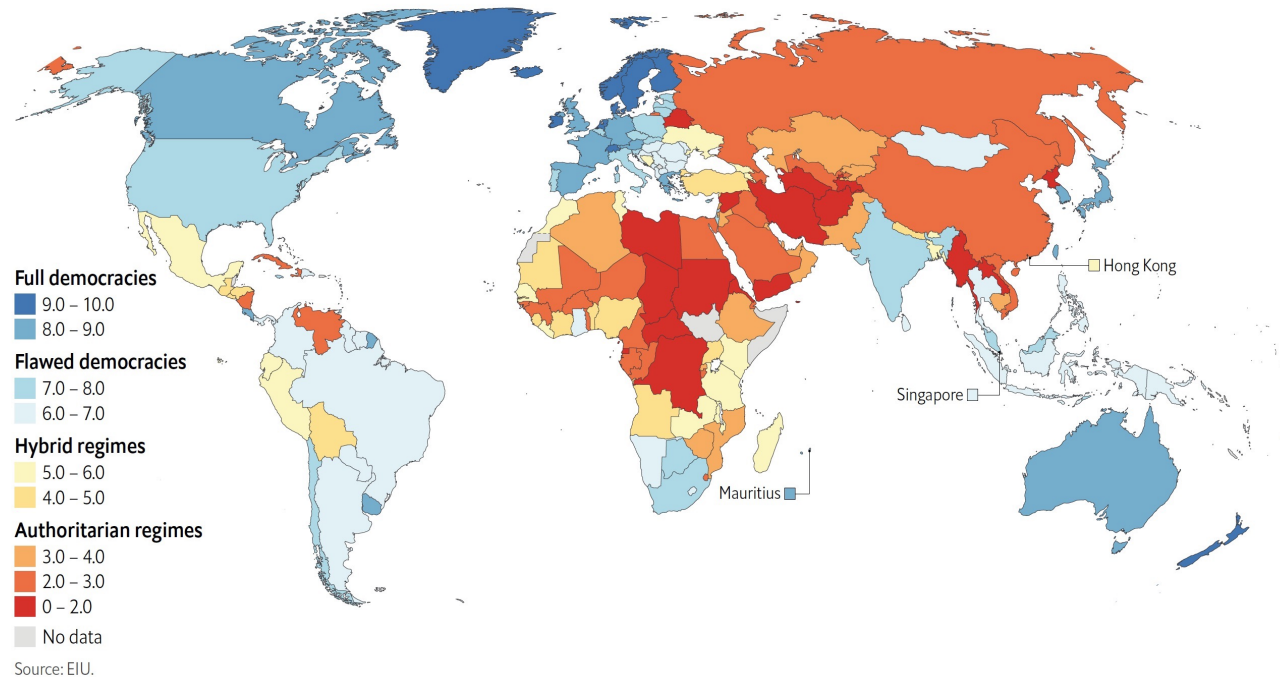 Full democracies
9.0 – 10.0
8.0 – 9.0
Flawed democracies
7.0 – 8.0
6.0 – 7.0
Hybrid regimes
5.0 – 6.0
4.0 – 5.0
Authoritarian regimes
3.0 – 4.0
2.0 – 3.0
0 – 2.0
No data
Source: EIU.
Hong Kong
Singapore
Mauritius